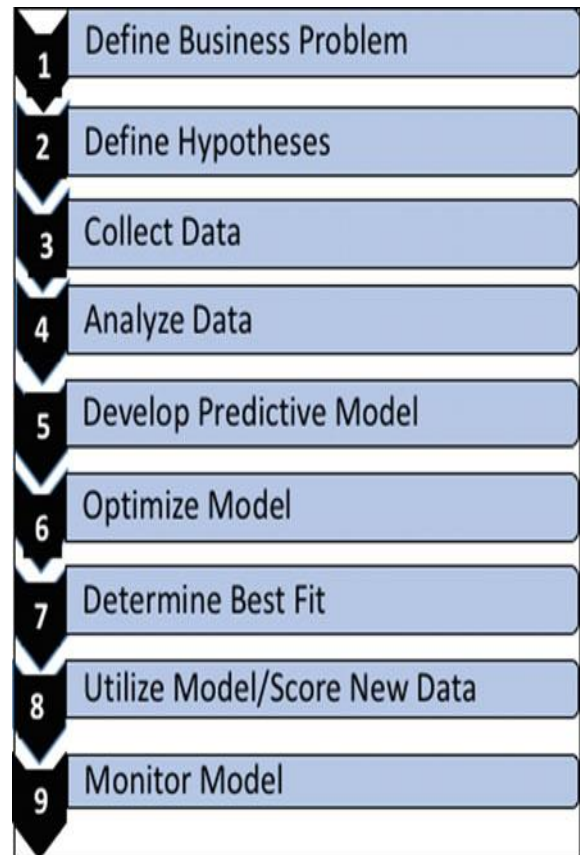 1 Define Business Problem
2 Define Hypotheses
3 Collect Data
4 Analyze Data
5 Develop Predictive Model
6 Optimize Model
7 Determine Best Fit
8 Utilize Model/Score New Data
9 Monitor Model